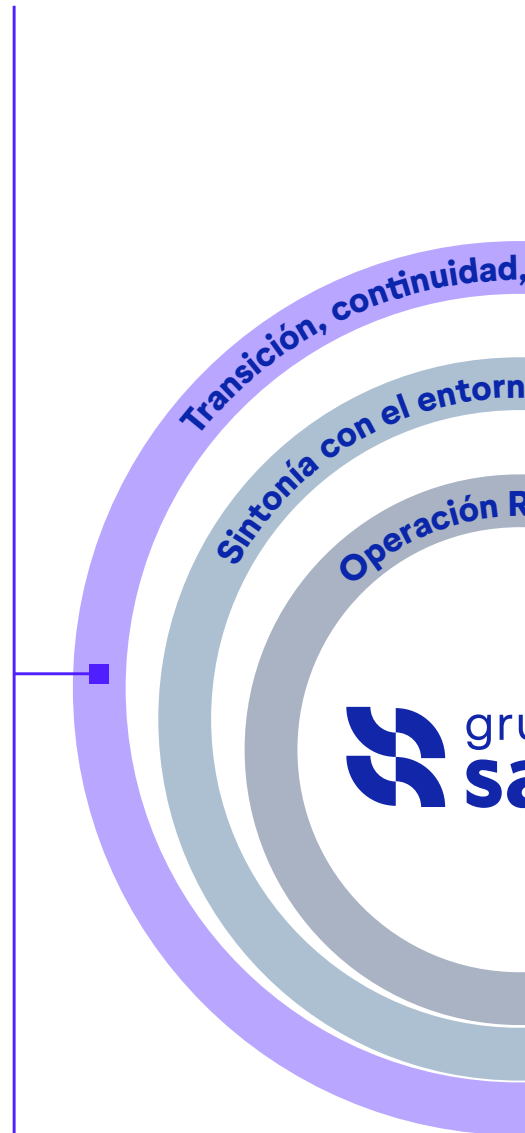 Transición, continuidad,
Sintonía con el entorn
Operación R
gru
sa